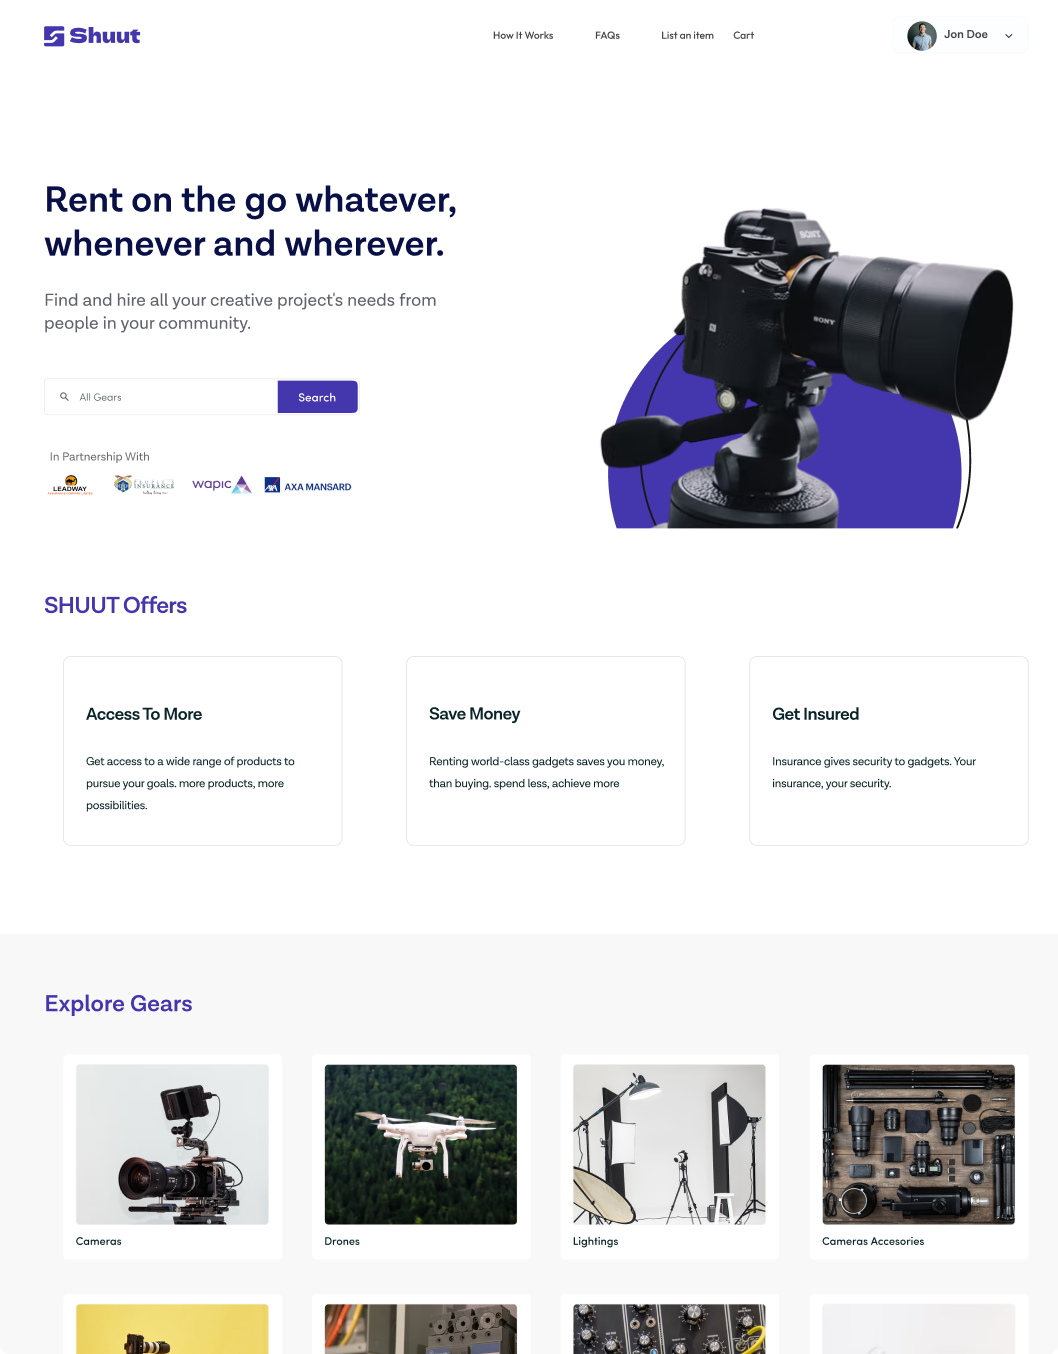 Shuut
How It Works
FAQs
List an item
Cart
Jon Doe
Rent on the go whatever,
whenever and wherever.
Find and hire all your creative project's needs from
people in your community.
All Gears
Search
SONY
SONY
In Partnership With
LEADWAY
INSURANCE
wapic
AXA
AXA MANSARD
SHUUT Offers
Access To More
Get access to a wide range of products to
pursue your goals. more products, more
possibilities.
Save Money
Renting world-class gadgets saves you money,
than buying. spend less, achieve more
Get Insured
Insurance gives security to gadgets. Your
insurance, your security.
Explore Gears
Cameras
Drones
Lightings
Cameras Accesories